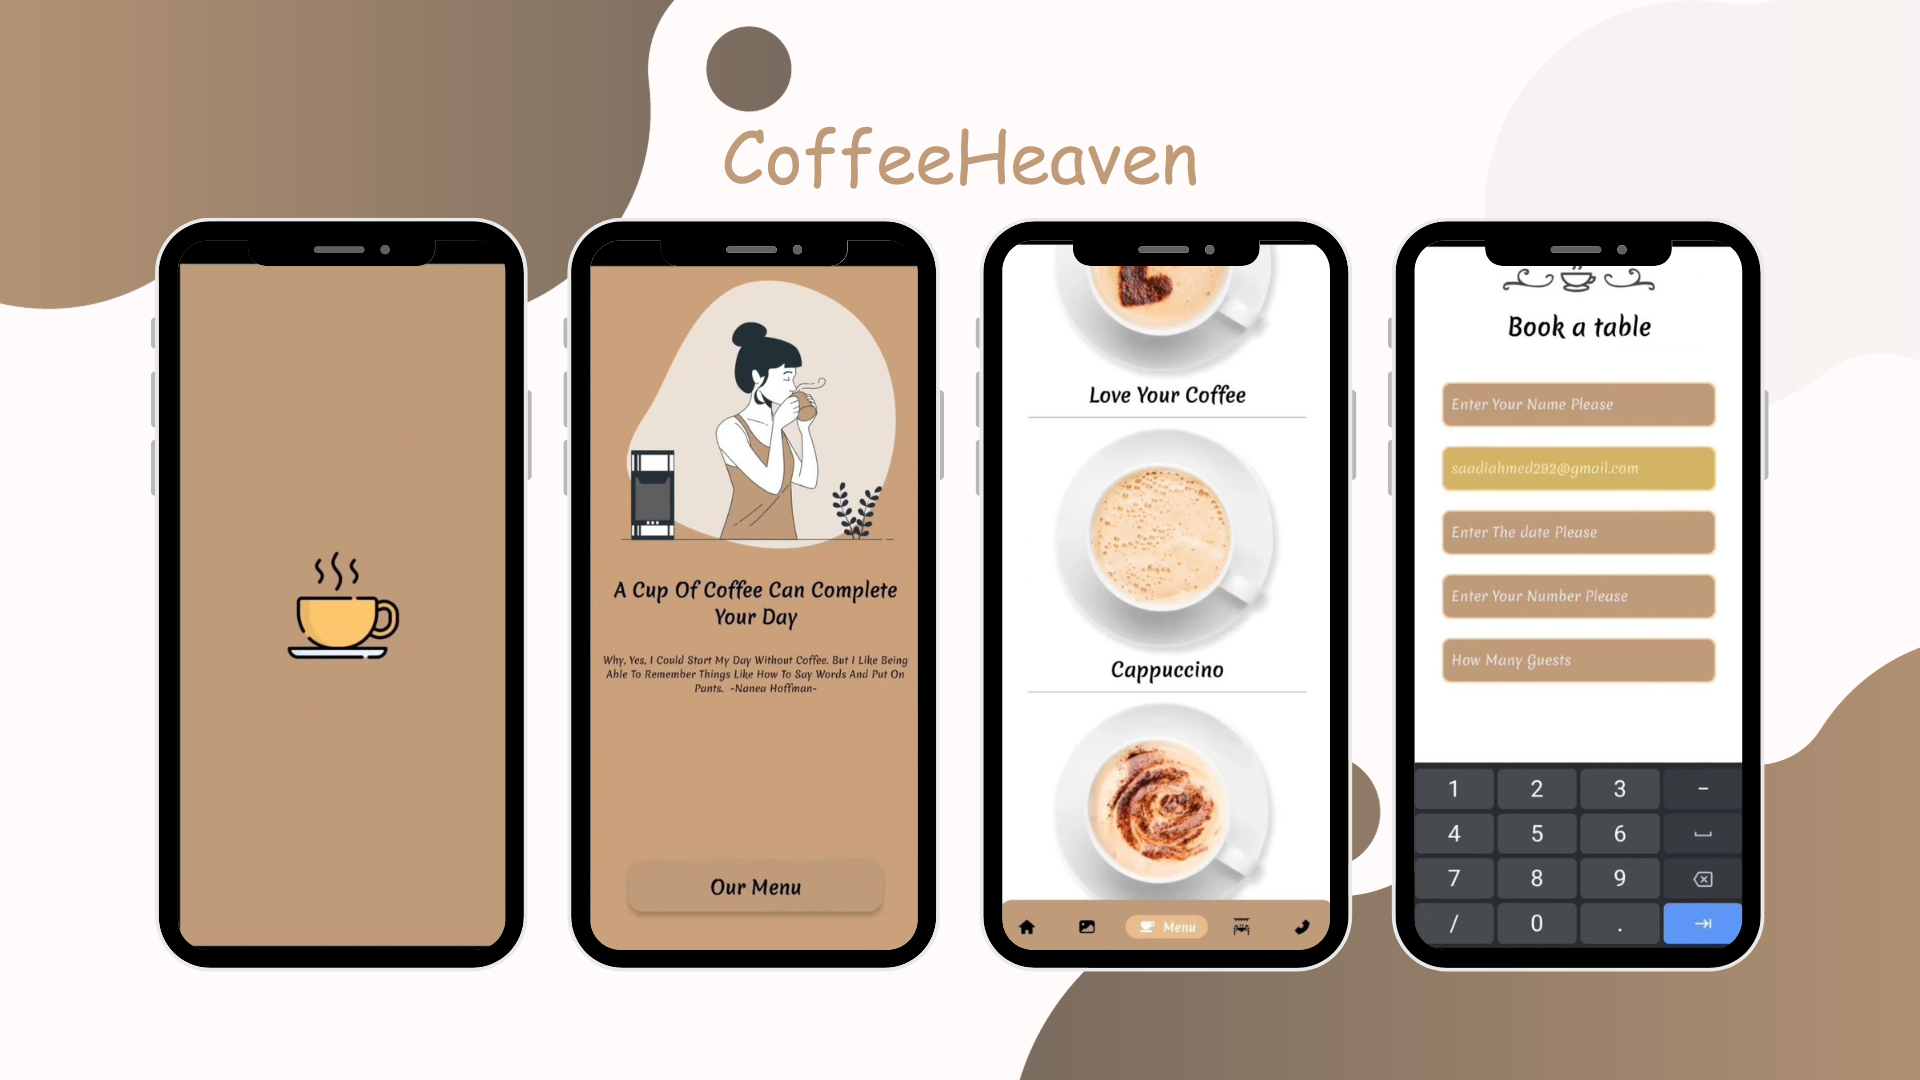 CoffeeHeaven
A Cup Of Coffee Can Complete
Your Day
Why, Yes, I Could Start My Day Without Coffee. But I Like Being
Able To Remember Things Like How To Say Words And Put On
Pants. -Nanea Hoffman-
Our Menu
Love Your Coffee
Cappuccino
Menu
Book a table
Enter Your Name Please
saadiahmed292@gmail.com
Enter The date Please
Enter Your Number Please
How Many Guests
1 2 3 -
4 5 6
7 8 9
/ 0 .